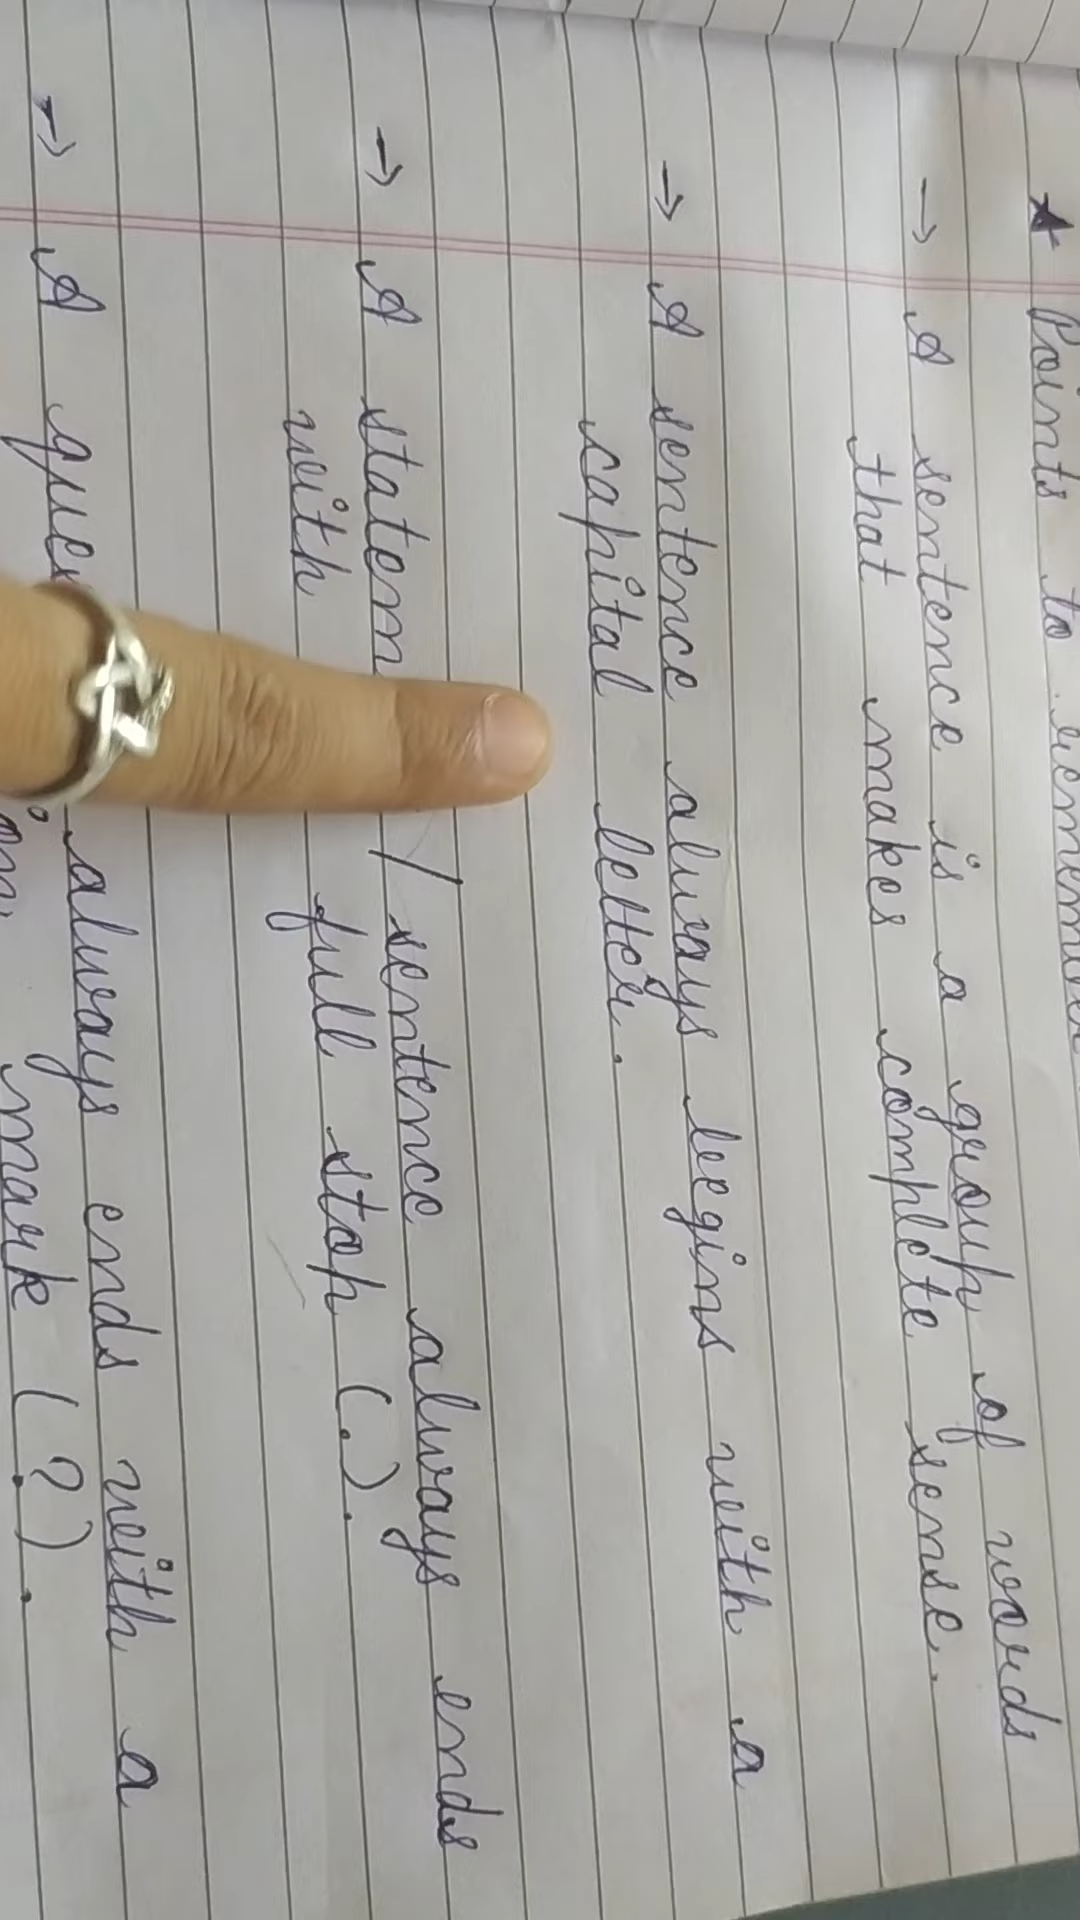 ★ Points to remember
→ A sentence is a group of words
that makes complete sense.
→ A sentence always begins with a
capital letter.
→ A statem / sentence always ends
with full stop (.).
→ A always ends with a
mark (?).